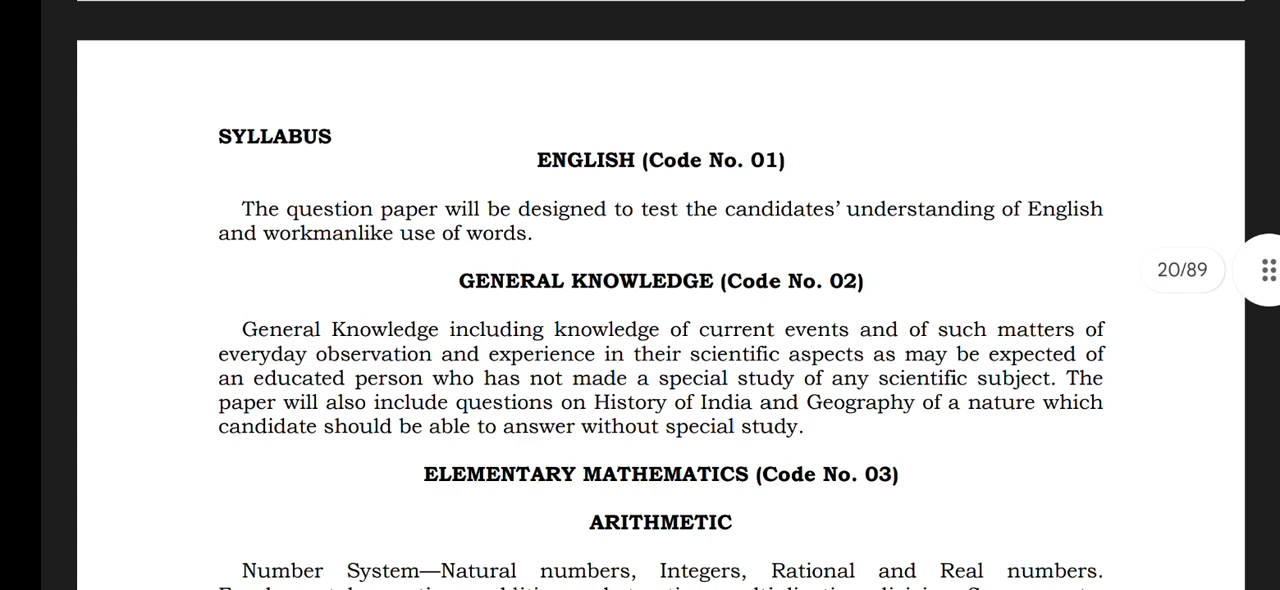 SYLLABUS
ENGLISH (Code No. 01)
The question paper will be designed to test the candidates’ understanding of English
and workmanlike use of words.
GENERAL KNOWLEDGE (Code No. 02)
20/89
General Knowledge including knowledge of current events and of such matters of
everyday observation and experience in their scientific aspects as may be expected of
an educated person who has not made a special study of any scientific subject. The
paper will also include questions on History of India and Geography of a nature which
candidate should be able to answer without special study.
ELEMENTARY MATHEMATICS (Code No. 03)
ARITHMETIC
Number System—Natural numbers, Integers, Rational and Real numbers.